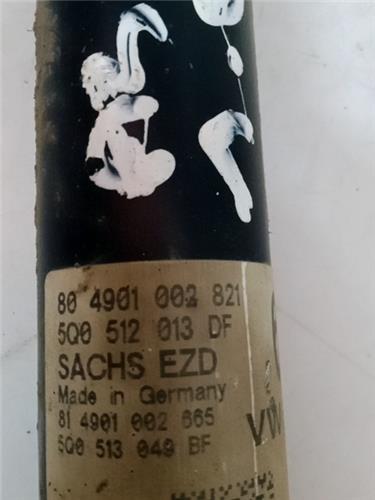 80 4901 002 821
5Q0 512 013 DF
SACHS EZD
Made in Germany
81 4901 002 665
5Q0 513 049 BF